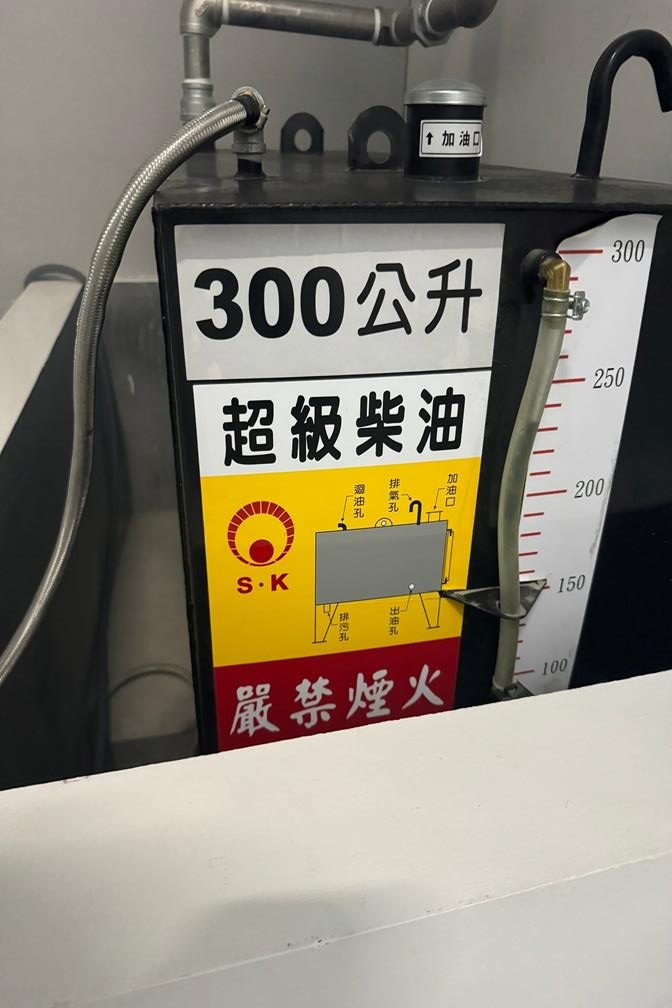 ↑加油口
300公升
超級柴油
迴油孔
排氣孔
加油口
S·K
排污孔
出油孔
嚴禁煙火
300
250
200
150
100